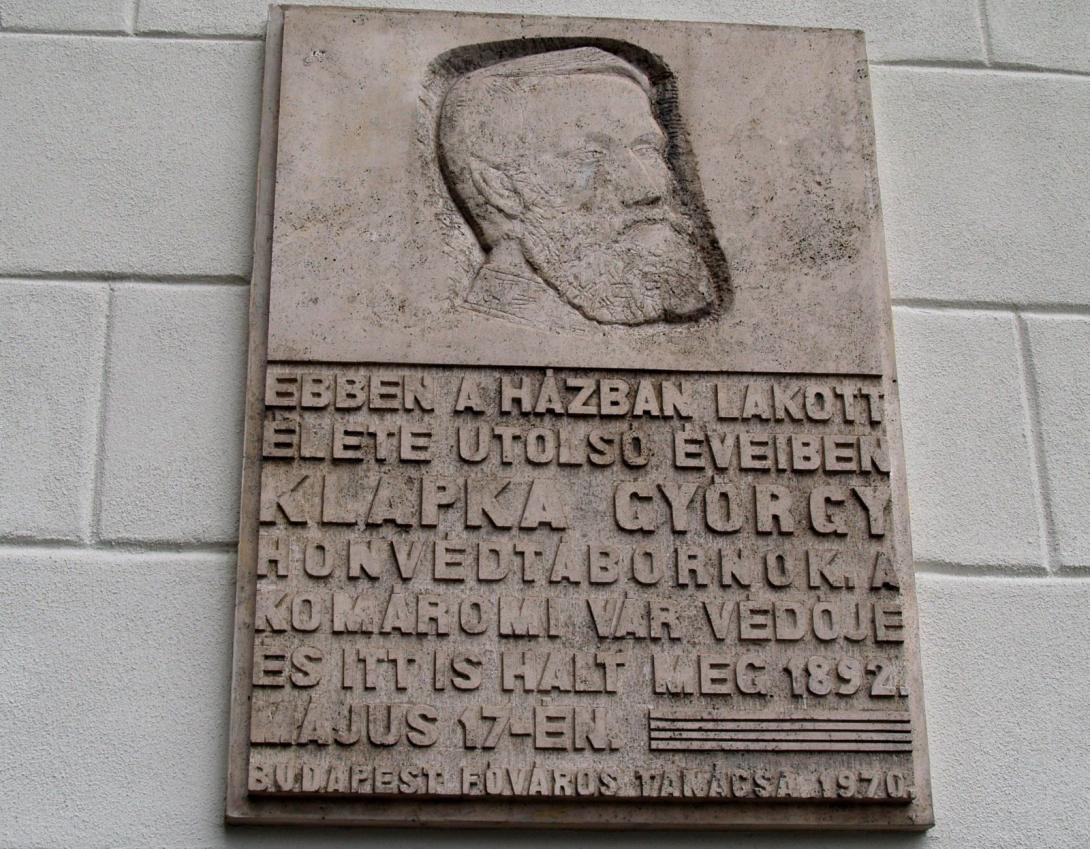 EBBEN A HÁZBAN LAKOTT
ÉLETE UTOLSÓ ÉVEIBEN
KLAPKA GYÖRGY
HONVÉDTÁBORNOK. A
KOMÁROMI VÁR VÉDŐJE
ÉS ITT IS HALT MEG 1892.
MÁJUS 17-ÉN.
BUDAPEST FŐVÁROS TANÁCSA 1970.